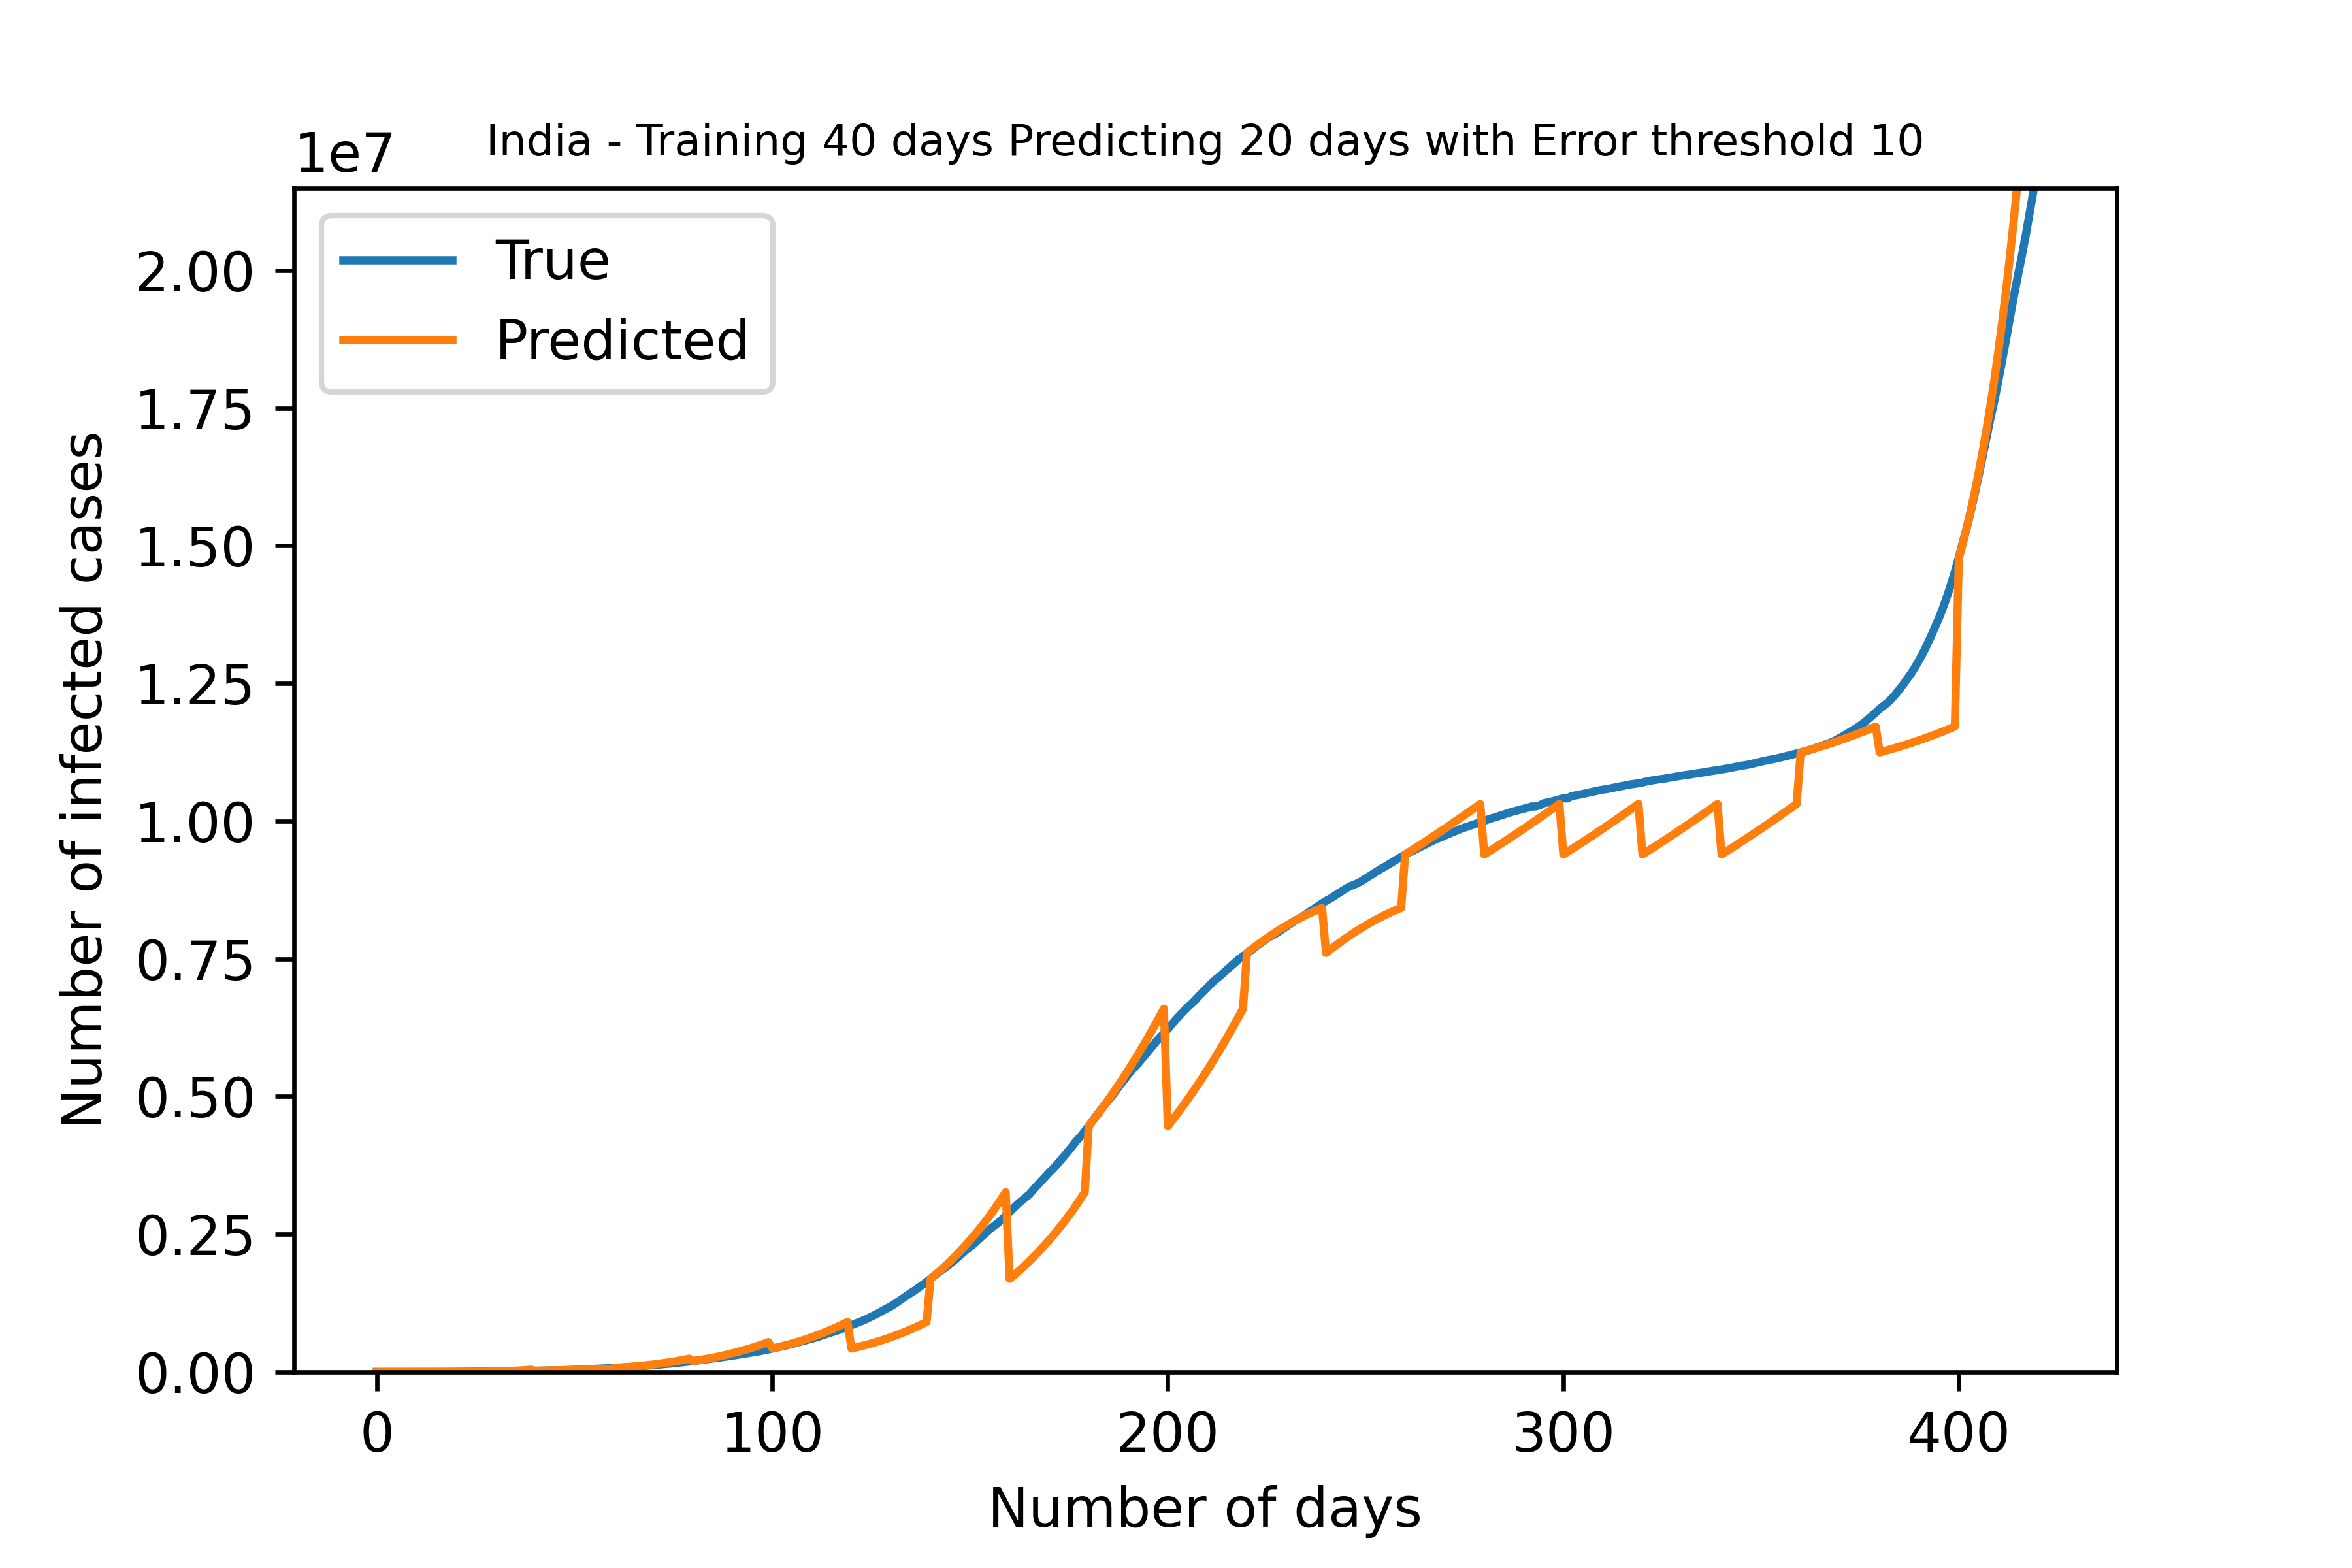 India - Training 40 days Predicting 20 days with Error threshold 10
1e7
True
Predicted
2.00
1.75
1.50
1.25
1.00
0.75
0.50
0.25
0.00
Number of infected cases
0 100 200 300 400
Number of days